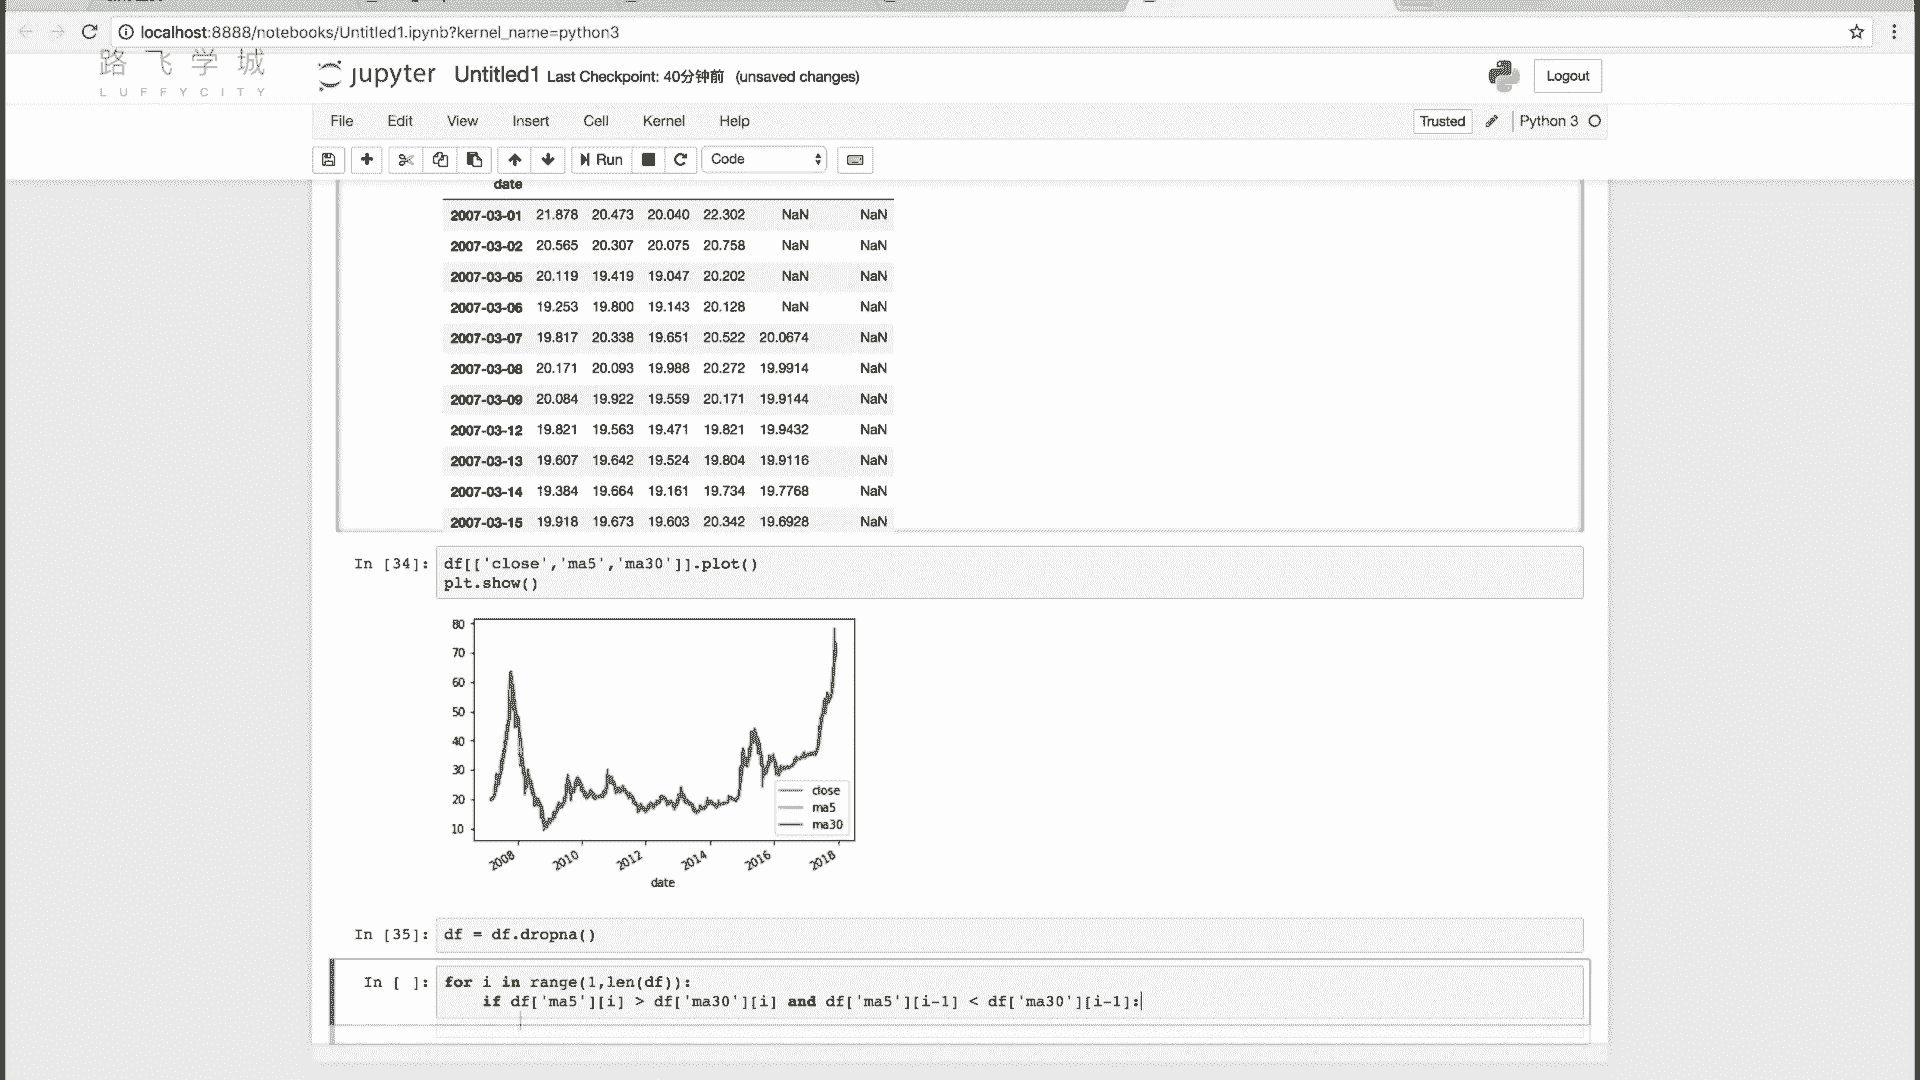 localhost:8888/notebooks/Untitled1.ipynb?kernel_name=python3
路飞学城
LUFFYCITY
jupyter Untitled1 Last Checkpoint: 40分钟前 (unsaved changes)
Logout
File Edit View Insert Cell Kernel Help
Trusted Python 3
Run Code
date
2007-03-01 21.878 20.473 20.040 22.302 NaN NaN
2007-03-02 20.565 20.307 20.075 20.758 NaN NaN
2007-03-05 20.119 19.419 19.047 20.202 NaN NaN
2007-03-06 19.253 19.800 19.143 20.128 NaN NaN
2007-03-07 19.817 20.338 19.651 20.522 20.0674 NaN
2007-03-08 20.171 20.093 19.988 20.272 19.9914 NaN
2007-03-09 20.084 19.922 19.559 20.171 19.9144 NaN
2007-03-12 19.821 19.563 19.471 19.821 19.9432 NaN
2007-03-13 19.607 19.642 19.524 19.804 19.9116 NaN
2007-03-14 19.384 19.664 19.161 19.734 19.7768 NaN
2007-03-15 19.918 19.673 19.603 20.342 19.6928 NaN
In [34]: df[['close','ma5','ma30']].plot()
plt.show()
80
70
60
50
40
30
20
10
close
ma5
ma30
2008 2010 2012 2014 2016 2018
date
In [35]: df = df.dropna()
In [ ]: for i in range(1,len(df)):
if df['ma5'][i] > df['ma30'][i] and df['ma5'][i-1] < df['ma30'][i-1]: